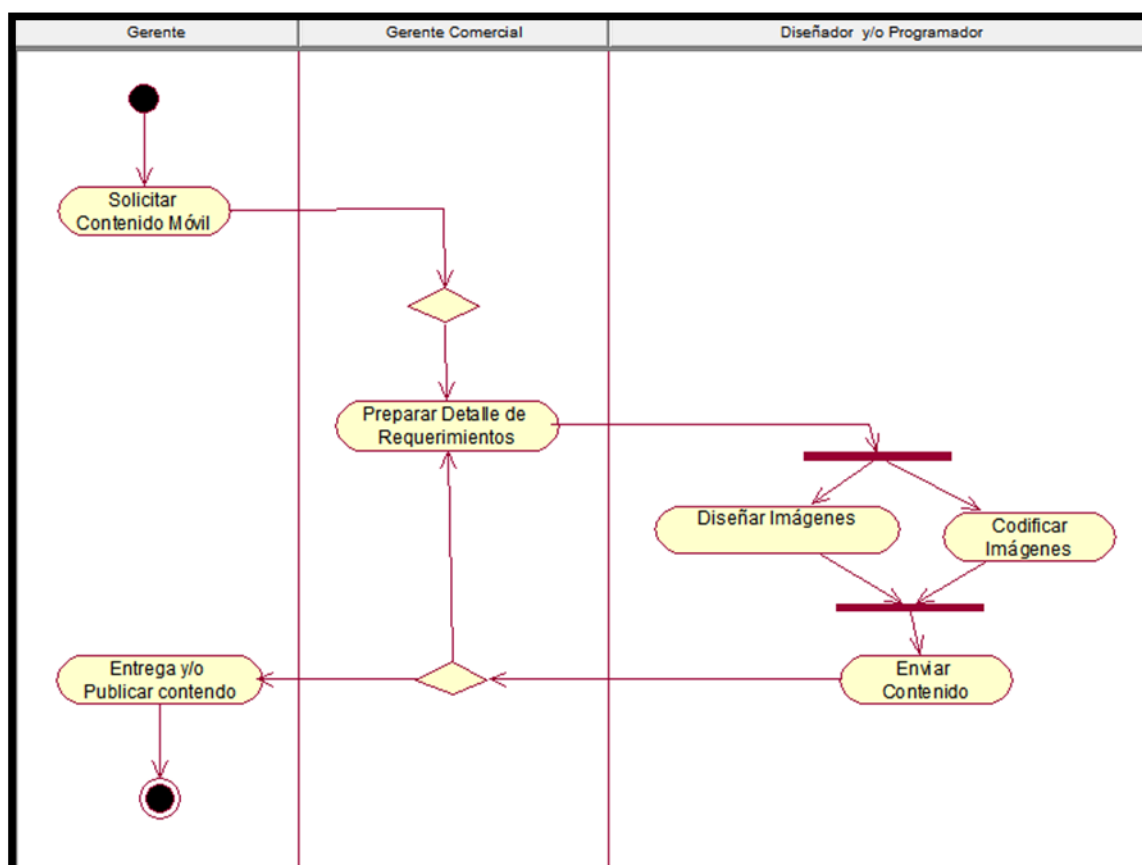 Gerente
Gerente Comercial
Diseñador y/o Programador
Solicitar
Contenido Móvil
Preparar Detalle de
Requerimientos
Diseñar Imágenes
Codificar
Imágenes
Entrega y/o
Publicar contendo
Enviar
Contenido